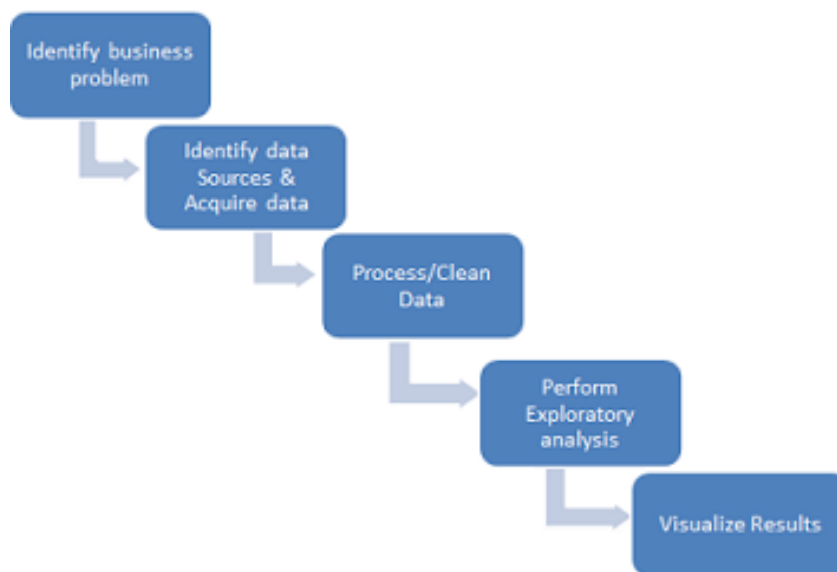 Identify business
problem
Identify data
Sources &
Acquire data
Process/Clean
Data
Perform
Exploratory
analysis
Visualize Results